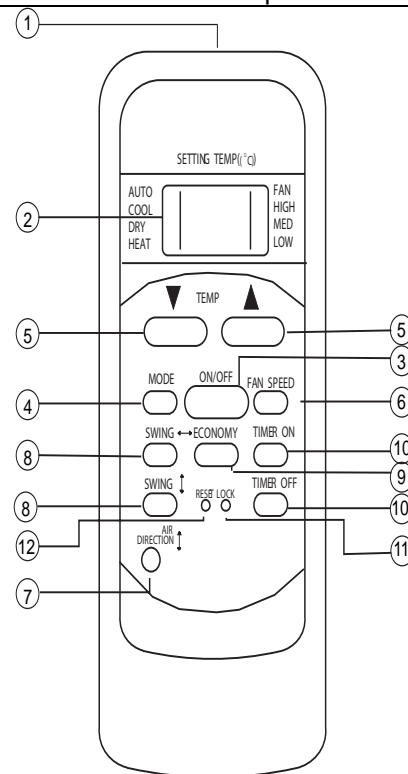 1
SETTING TEMP((°C))
AUTO
COOL
DRY
HEAT
FAN
HIGH
MED
LOW
2
TEMP
5
5
3
MODE
ON/OFF
FAN SPEED
4
6
SWING ↔ ECONOMY
TIMER ON
8
10
9
SWING ↕
RESET LOCK
TIMER OFF
8
10
12
11
AIR
DIRECTION ↕
7